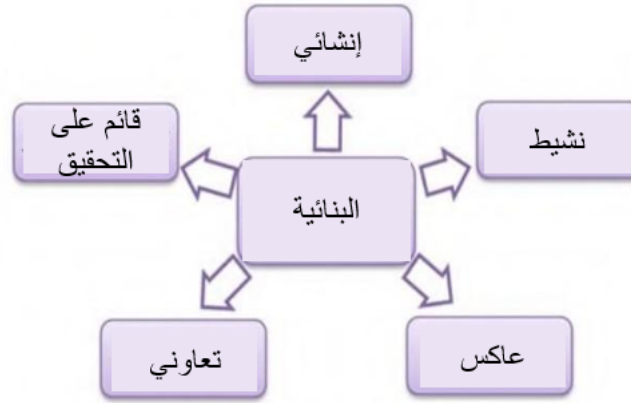 إنشائي
نشيط
قائم على
التحقيق
البنائية
عاكس
تعاوني